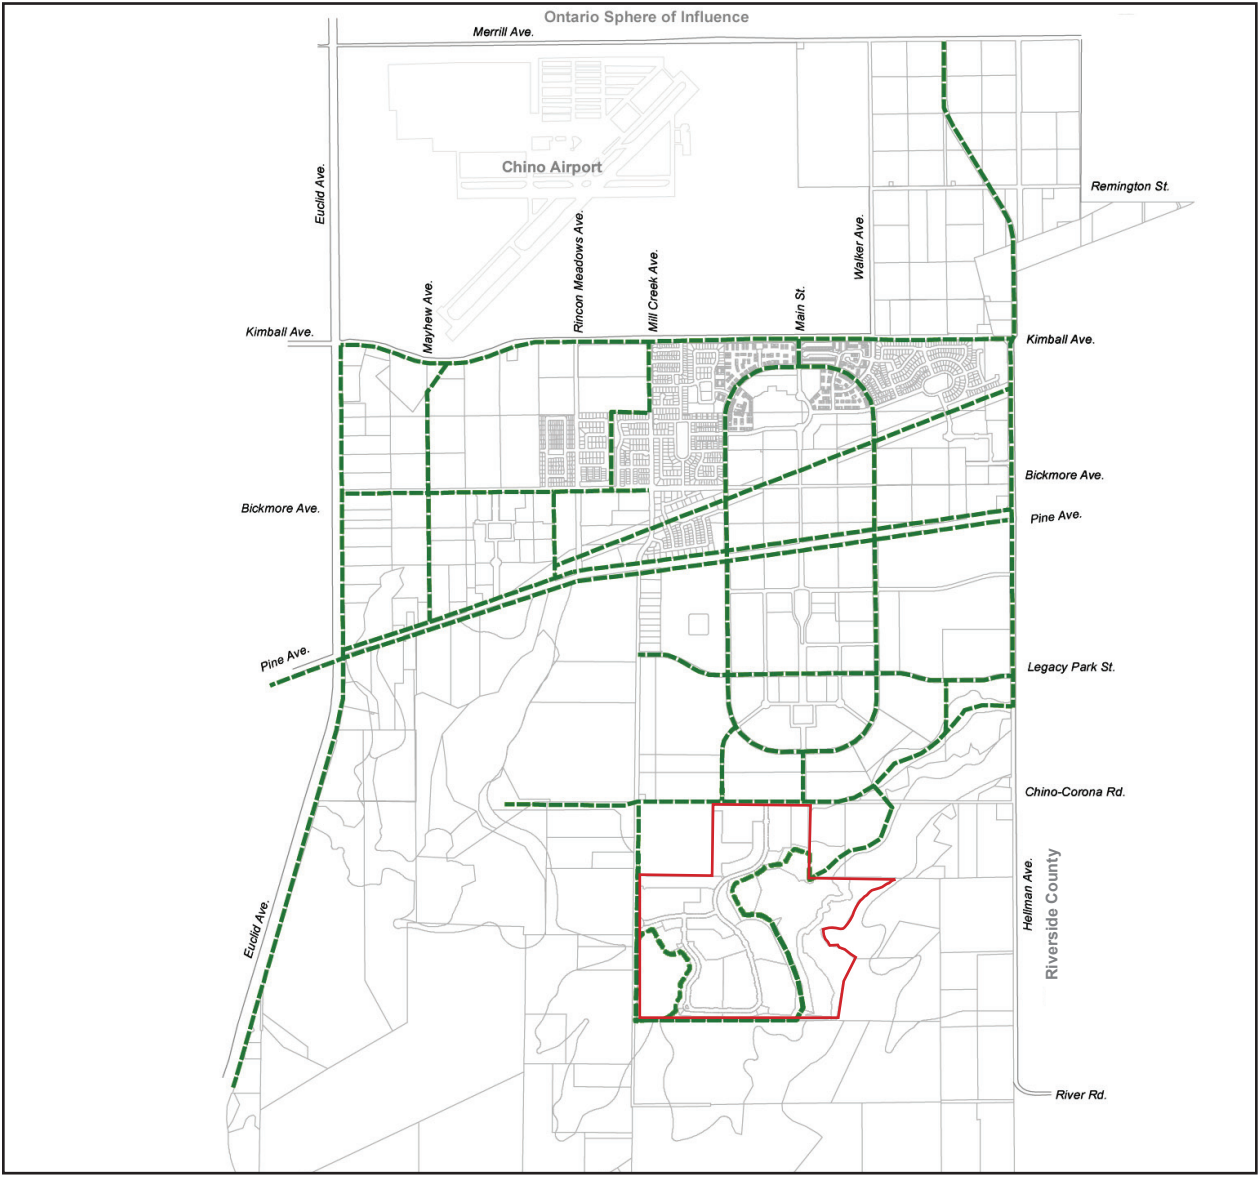 Ontario Sphere of Influence
Merrill Ave.
Chino Airport
Euclid Ave.
Remington St.
Rincon Meadows Ave.
Walker Ave.
Mill Creek Ave.
Mayhew Ave.
Main St.
Kimball Ave.
Kimball Ave.
Bickmore Ave.
Bickmore Ave.
Pine Ave.
Pine Ave.
Legacy Park St.
Chino-Corona Rd.
Euclid Ave.
Hellman Ave.
Riverside County
River Rd.